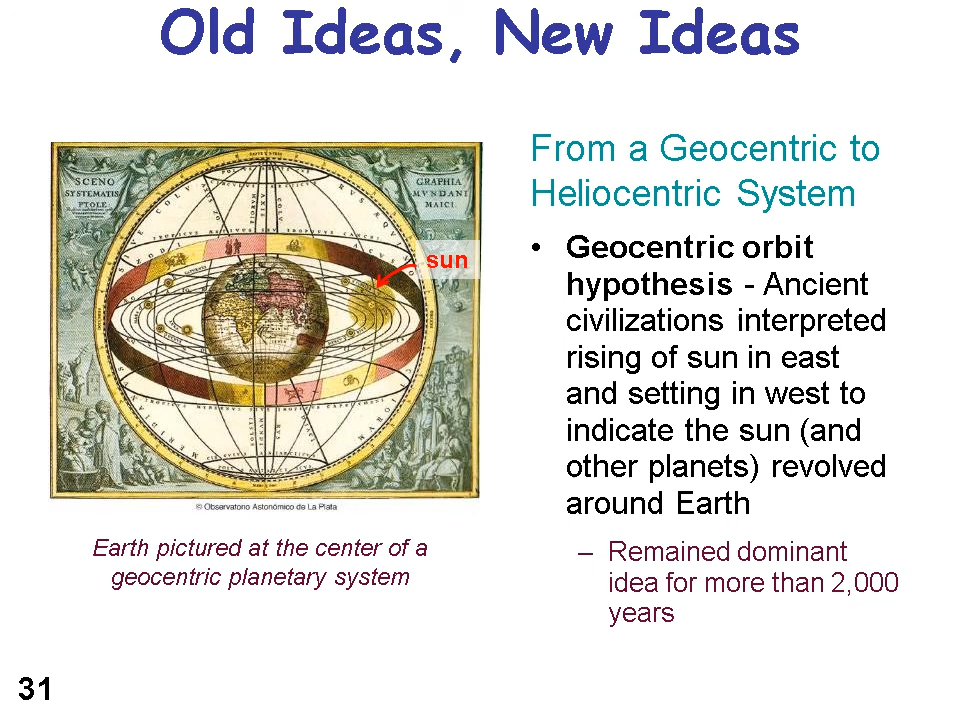 Old Ideas, New Ideas
SCENO
SYSTEMATIS
PTOLE
GRAPHIA
MVNDANI
MAICI.
sun
© Observatorio Astonómico de La Plata
Earth pictured at the center of a
geocentric planetary system
From a Geocentric to
Heliocentric System
• Geocentric orbit
hypothesis - Ancient
civilizations interpreted
rising of sun in east
and setting in west to
indicate the sun (and
other planets) revolved
around Earth
– Remained dominant
idea for more than 2,000
years
31